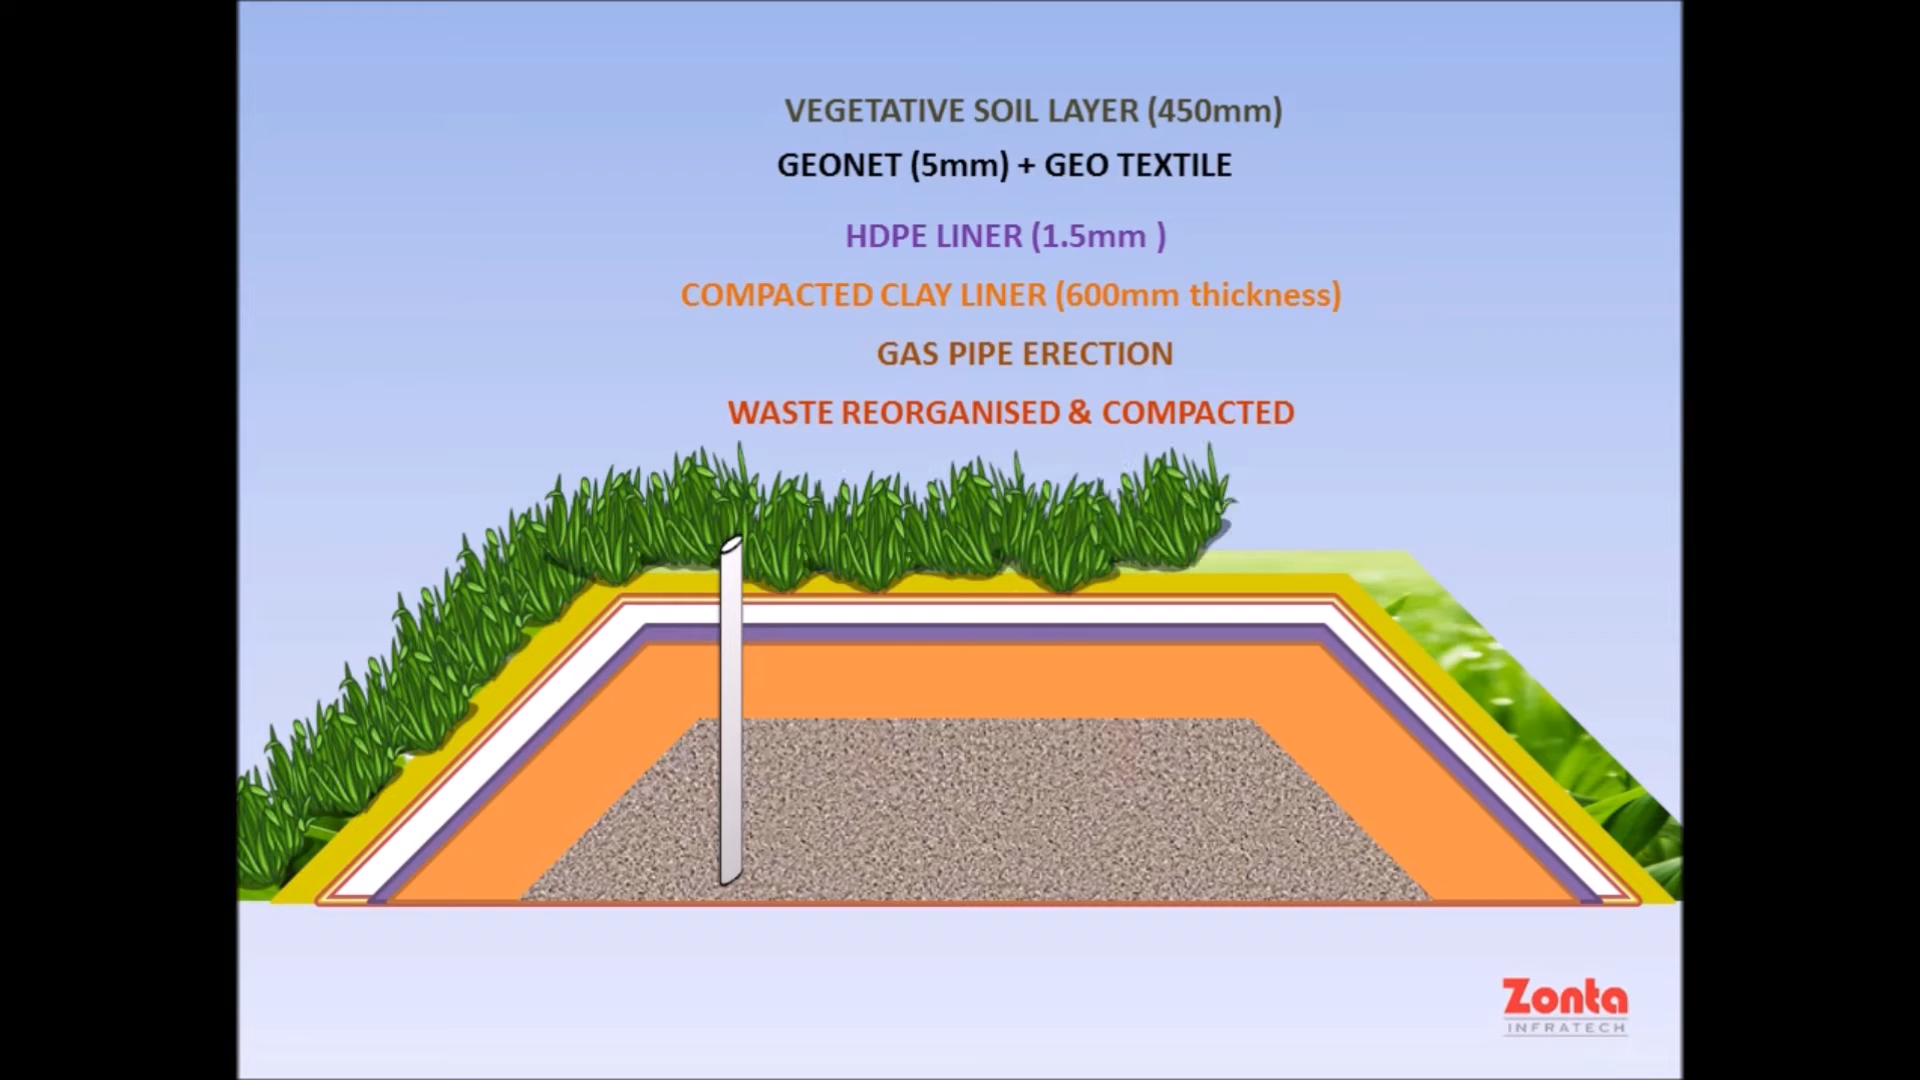 VEGETATIVE SOIL LAYER (450mm)
GEONET (5mm) + GEO TEXTILE
HDPE LINER (1.5mm )
COMPACTED CLAY LINER (600mm thickness)
GAS PIPE ERECTION
WASTE REORGANISED & COMPACTED
Zonta
INFRATECH